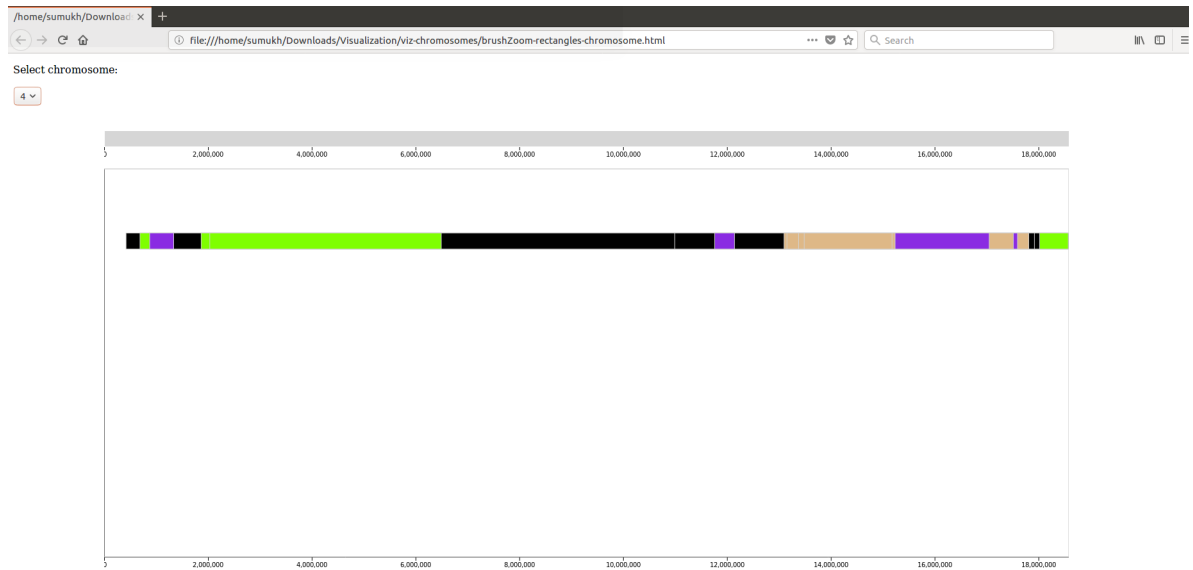 /home/sumukh/Download
file:///home/sumukh/Downloads/Visualization/viz-chromosomes/brushZoom-rectangles-chromosome.html
Search
Select chromosome:
4
2,000,000 4,000,000 6,000,000 8,000,000 10,000,000 12,000,000 14,000,000 16,000,000 18,000,000
2,000,000 4,000,000 6,000,000 8,000,000 10,000,000 12,000,000 14,000,000 16,000,000 18,000,000